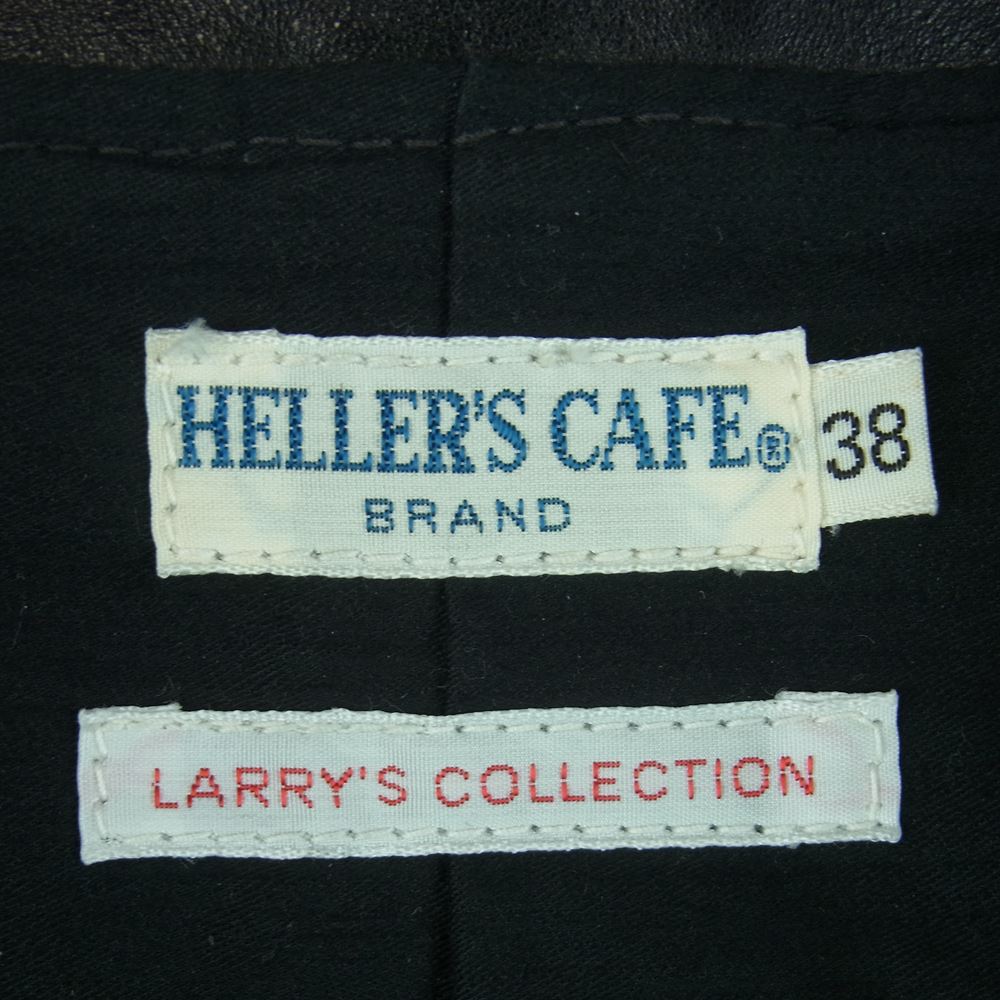 HELLER'S CAFE®
BRAND
38
LARRY'S COLLECTION